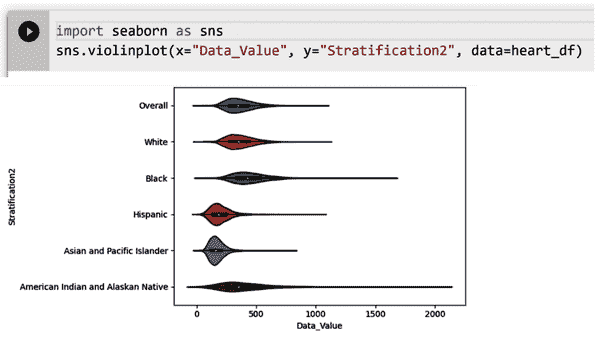 import seaborn as sns
sns.violinplot(x="Data_Value", y="Stratification2", data=heart_df)
Overall
White
Black
Hispanic
Asian and Pacific Islander
American Indian and Alaskan Native
Stratification2
0 500 1000 1500 2000
Data_Value